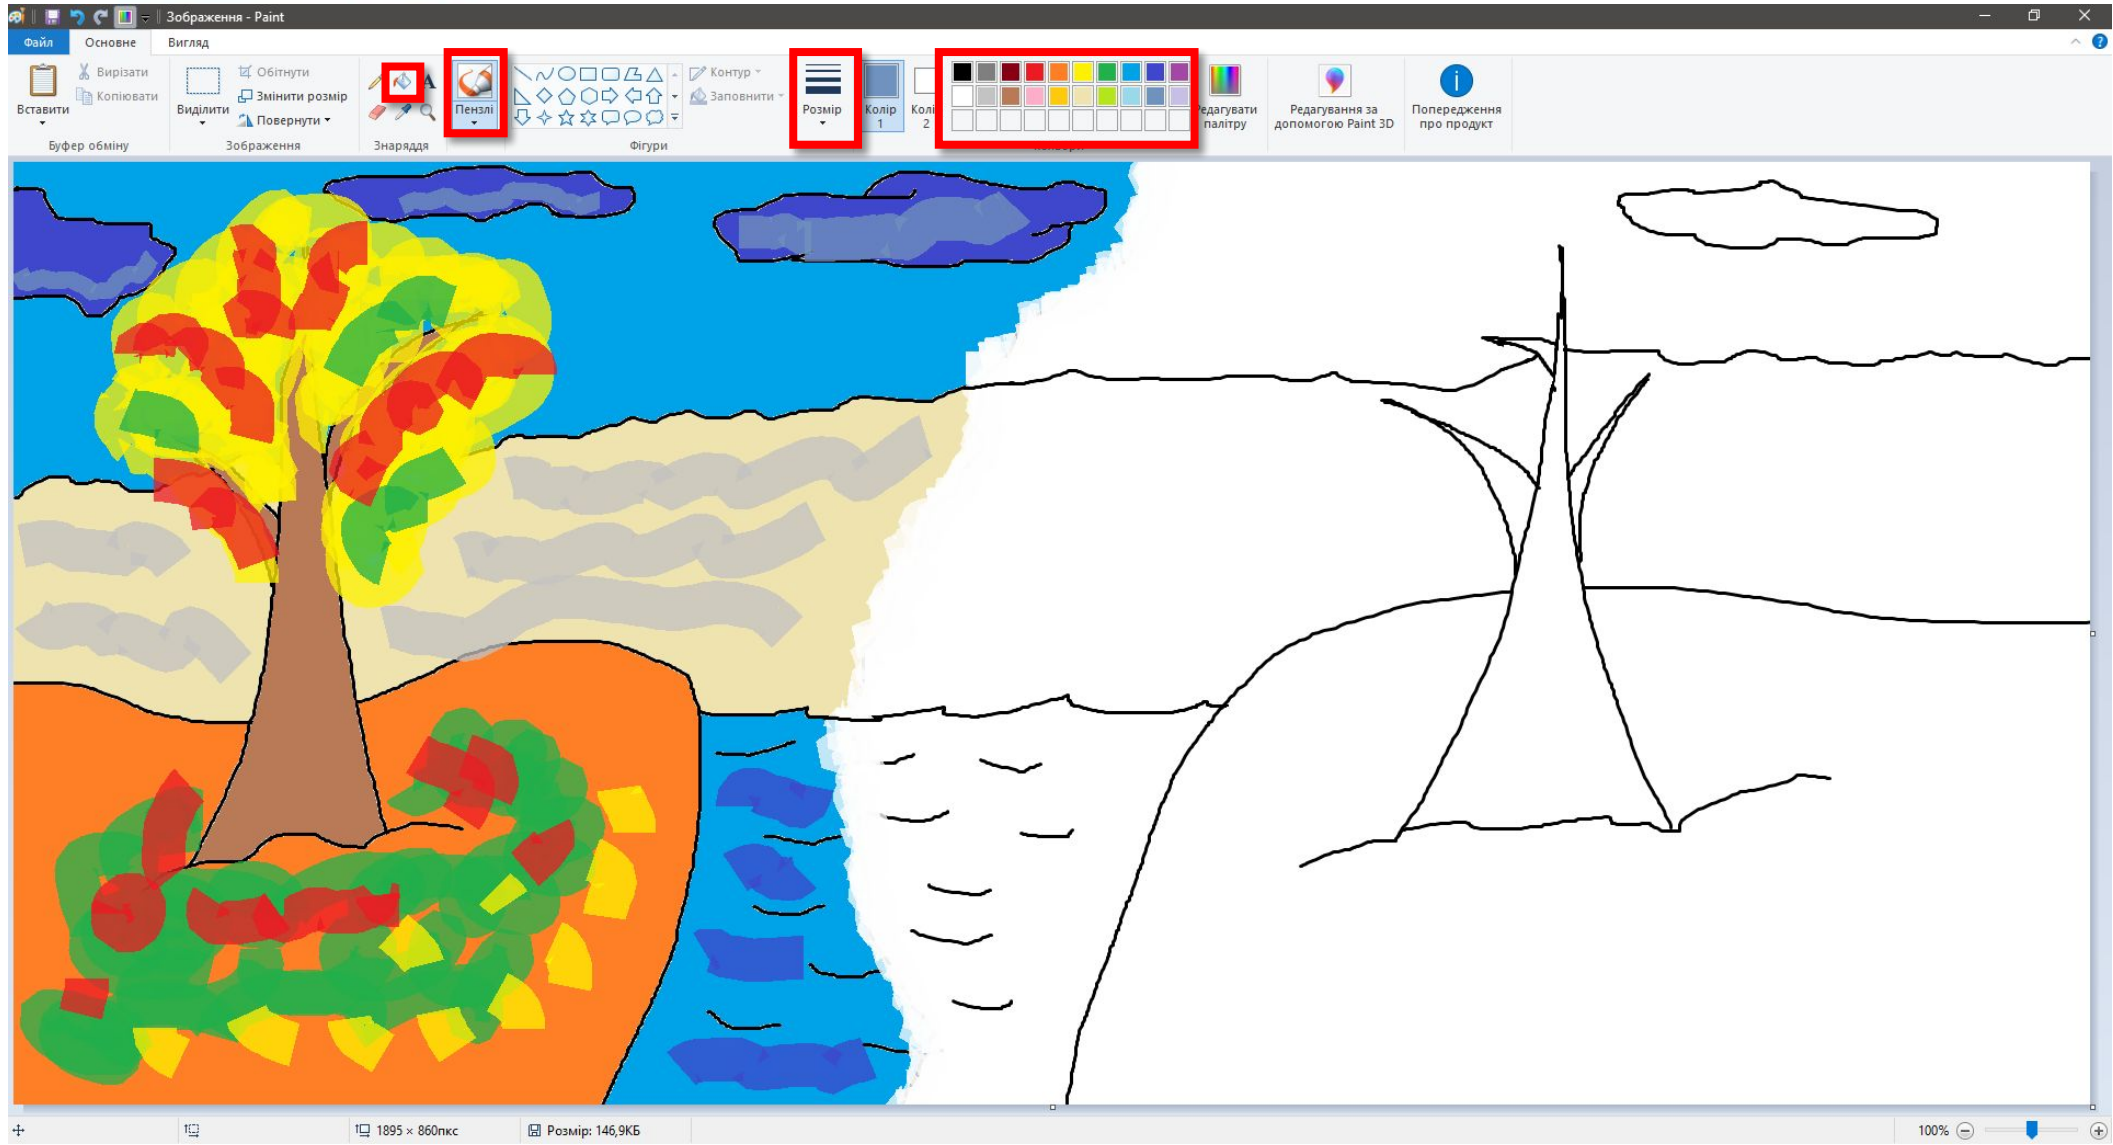 Зображення - Paint
Файл
Основне
Вигляд
Вставити
Вирізати
Копіювати
Буфер обміну
Виділити
Обітнути
Змінити розмір
Повернути
Зображення
A
Знаряддя
Пензлі
Контур
Заповнити
Фігури
Розмір
Колір
1
2
палітру
Редагування за
допомогою Paint 3D
Попередження
про продукт
1895 × 860пкс
Розмір: 146,9КБ
100%